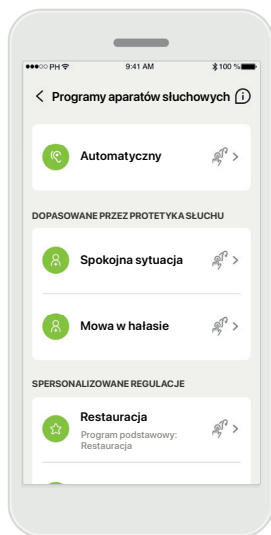 PH 9:41 AM 100 %
Programy aparatów słuchowych i
Automatyczny
DOPASOWANE PRZEZ PROTETYKA SŁUCHU
Spokojna sytuacja
Mowa w hałasie
SPERSONALIZOWANE REGULACJE
Restauracja
Program podstawowy:
Restauracja